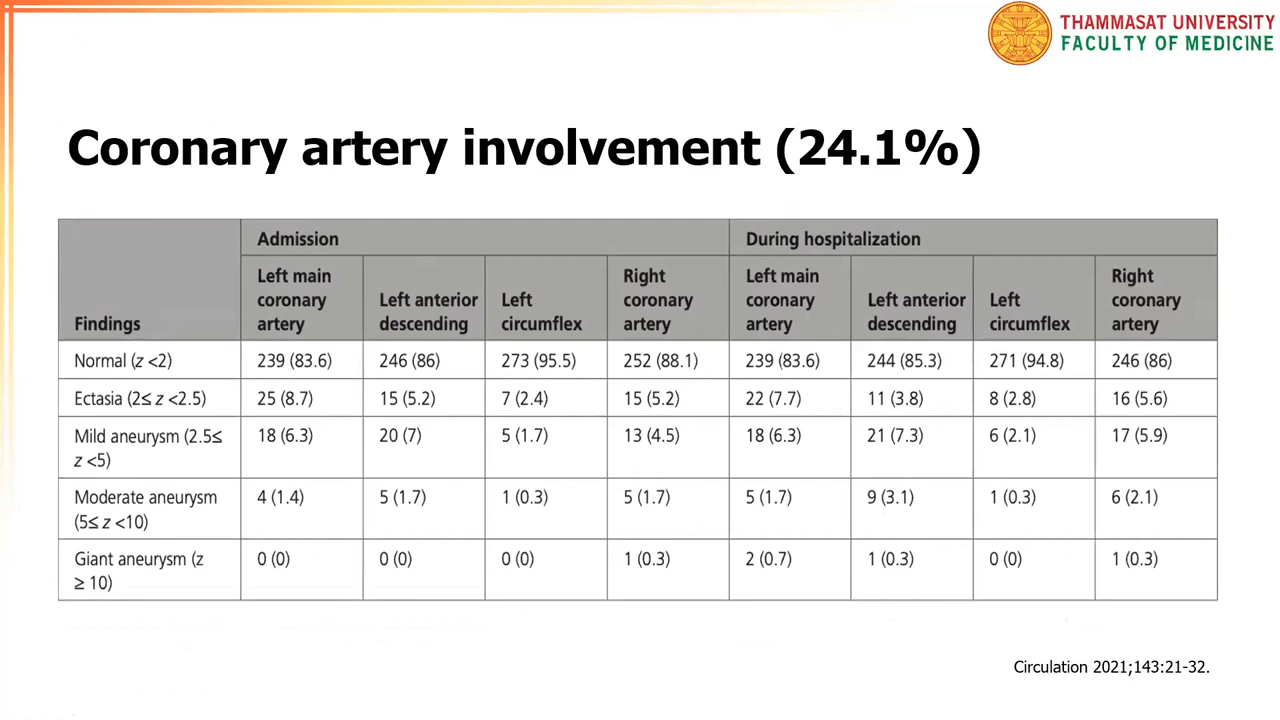 THAMMASAT UNIVERSITY
FACULTY OF MEDICINE
Coronary artery involvement (24.1%)
Admission During hospitalization
Findings Left main coronary artery Left anterior descending Left circumflex Right coronary artery Left main coronary artery Left anterior descending Left circumflex Right coronary artery
Normal (z <2) 239 (83.6) 246 (86) 273 (95.5) 252 (88.1) 239 (83.6) 244 (85.3) 271 (94.8) 246 (86)
Ectasia (2≤ z <2.5) 25 (8.7) 15 (5.2) 7 (2.4) 15 (5.2) 22 (7.7) 11 (3.8) 8 (2.8) 16 (5.6)
Mild aneurysm (2.5≤ 18 (6.3) 20 (7) 5 (1.7) 13 (4.5) 18 (6.3) 21 (7.3) 6 (2.1) 17 (5.9)
z <5)
Moderate aneurysm 4 (1.4) 5 (1.7) 1 (0.3) 5 (1.7) 5 (1.7) 9 (3.1) 1 (0.3) 6 (2.1)
(5≤ z <10)
Giant aneurysm (z 0 (0) 0 (0) 0 (0) 1 (0.3) 2 (0.7) 1 (0.3) 0 (0) 1 (0.3)
≥ 10)
Circulation 2021;143:21-32.